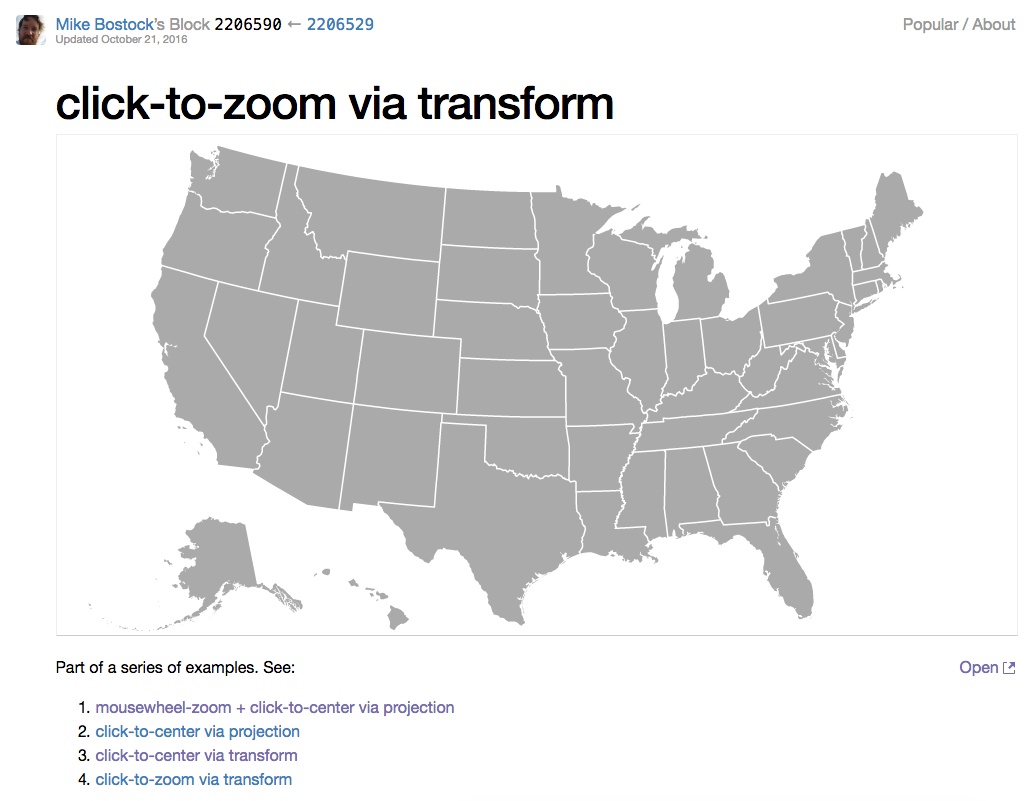 Mike Bostock’s Block 2206590 ← 2206529
Popular / About
Updated October 21, 2016
click-to-zoom via transform
Part of a series of examples. See:
Open
1. mousewheel-zoom + click-to-center via projection
2. click-to-center via projection
3. click-to-center via transform
4. click-to-zoom via transform